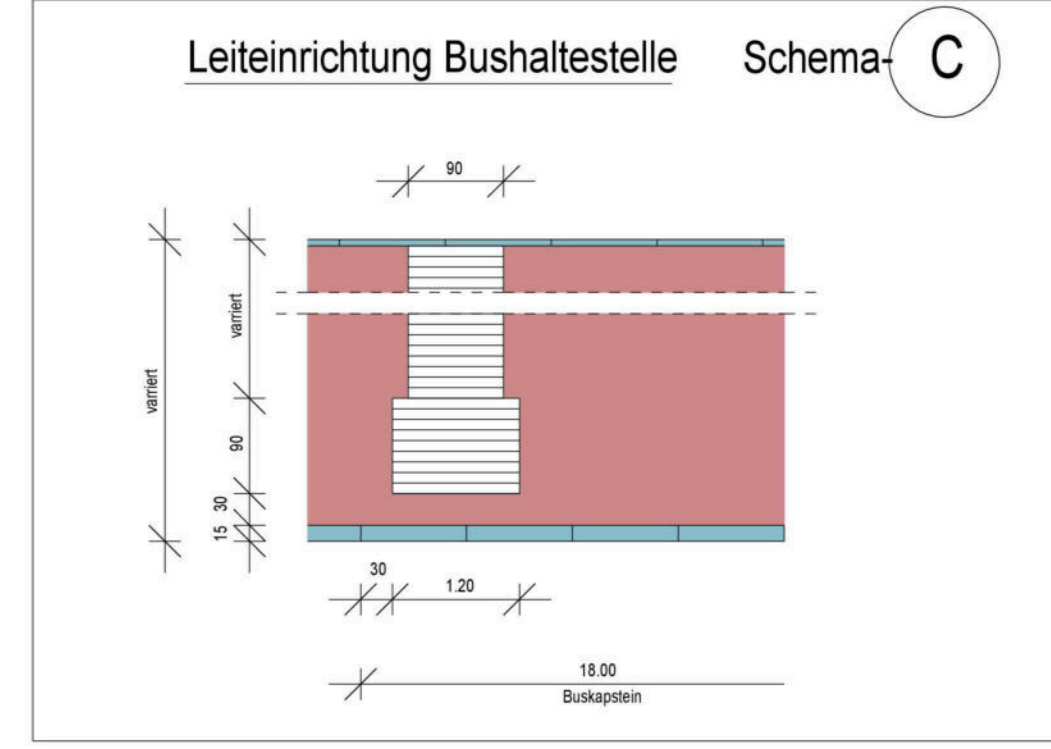 Leiteinrichtung Bushaltestelle Schema- C
90
varriert
varriert
90
30
15
30
1.20
18.00
Buskapstein